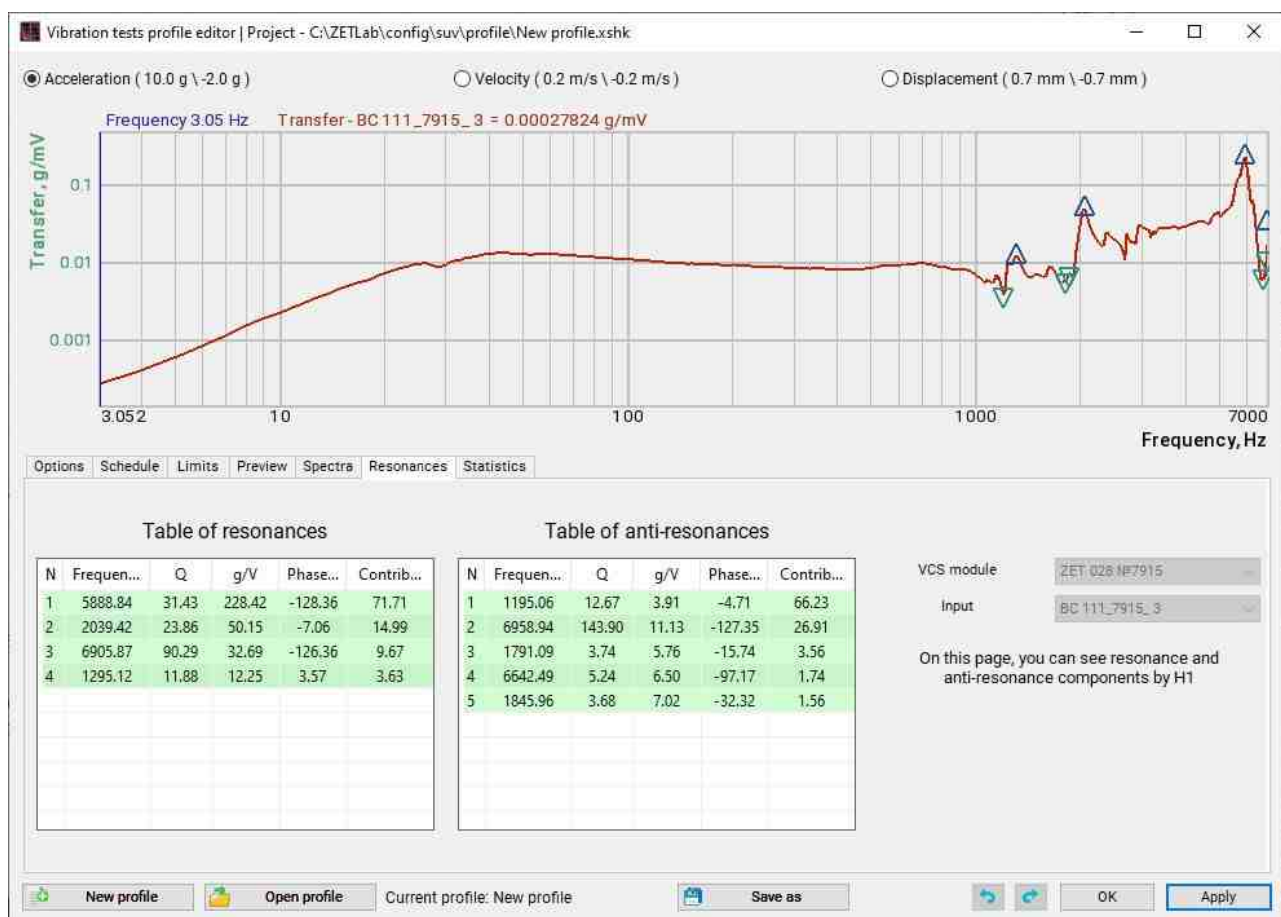 Vibration tests profile editor | Project - C:\ZETLab\config\suv\profile\New profile.xshk
Acceleration ( 10.0 g \ -2.0 g ) Velocity ( 0.2 m/s \ -0.2 m/s ) Displacement ( 0.7 mm \ -0.7 mm )
Frequency 3.05 Hz Transfer - BC 111_7915_ 3 = 0.00027824 g/mV
Transfer, g/mV
0.1
0.01
0.001
3.052 10 100 1000 7000
Frequency, Hz
Options Schedule Limits Preview Spectra Resonances Statistics
Table of resonances
N Frequen... Q g/V Phase... Contrib...
1 5888.84 31.43 228.42 -128.36 71.71
2 2039.42 23.86 50.15 -7.06 14.99
3 6905.87 90.29 32.69 -126.36 9.67
4 1295.12 11.88 12.25 3.57 3.63
Table of anti-resonances
N Frequen... Q g/V Phase... Contrib...
1 1195.06 12.67 3.91 -4.71 66.23
2 6958.94 143.90 11.13 -127.35 26.91
3 1791.09 3.74 5.76 -15.74 3.56
4 6642.49 5.24 6.50 -97.17 1.74
5 1845.96 3.68 7.02 -32.32 1.56
VCS module ZET 028 №7915
Input BC 111_7915_ 3
On this page, you can see resonance and
anti-resonance components by H1
New profile Open profile Current profile: New profile Save as OK Apply